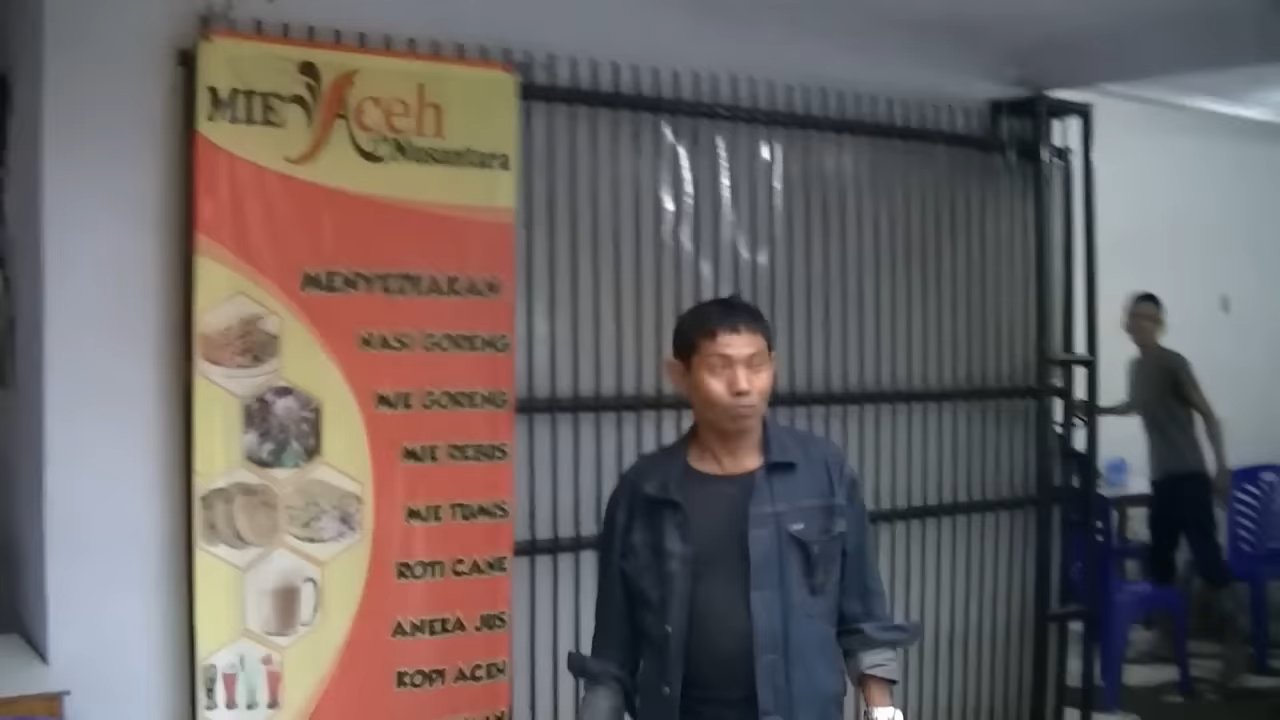 MIE Aceh
Nusantara
MENYEDIAKAN
NASI GORENG
MIE GORENG
MIE REBUS
MIE TUMIS
ROTI CANE
ANEKA JUS
KOPI ACEH